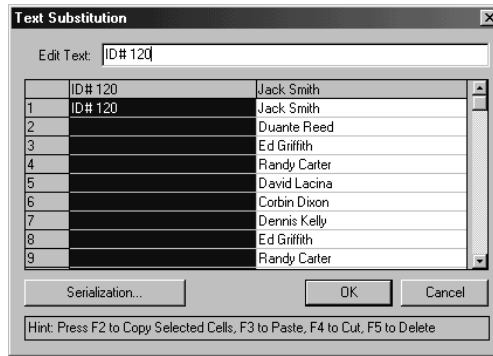 Text Substitution
Edit Text: ID# 120
ID# 120 Jack Smith
1 ID# 120 Jack Smith
2 Duante Reed
3 Ed Griffith
4 Randy Carter
5 David Lacina
6 Corbin Dixon
7 Dennis Kelly
8 Ed Griffith
9 Randy Carter
Serialization... OK Cancel
Hint: Press F2 to Copy Selected Cells, F3 to Paste, F4 to Cut, F5 to Delete